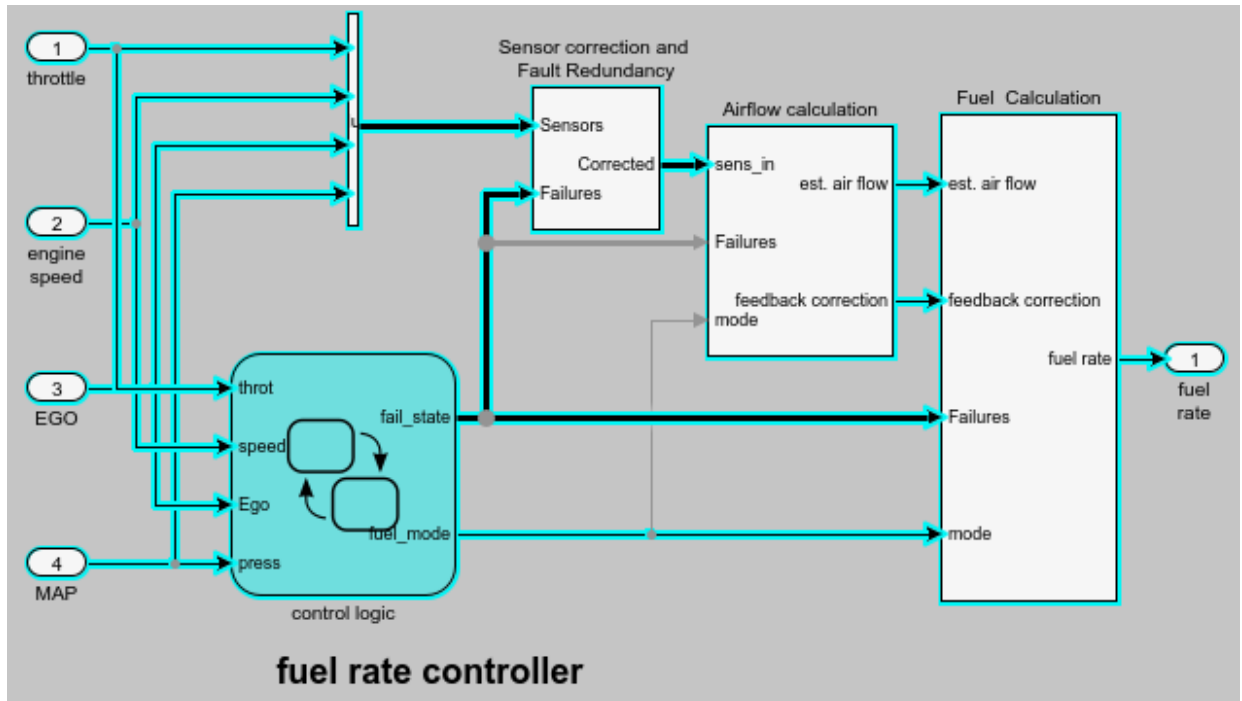 1
throttle
2
engine
speed
3
EGO
4
MAP
Sensor correction and
Fault Redundancy
Sensors
Corrected
Failures
Airflow calculation
sens_in
est. air flow
Failures
feedback correction
mode
Fuel Calculation
est. air flow
feedback correction
fuel rate
Failures
mode
1
fuel
rate
throt
fail_state
speed
Ego
fuel_mode
press
control logic
fuel rate controller